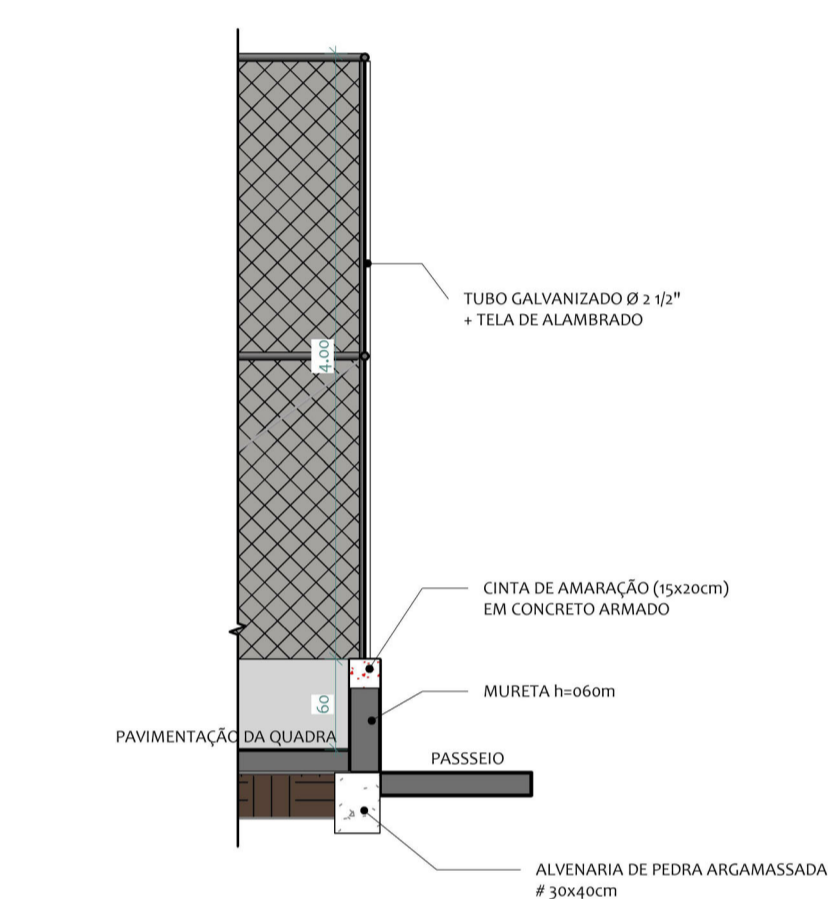 TUBO GALVANIZADO Ø 2 1/2"
+ TELA DE ALAMBRADO
4.00
CINTA DE AMARAÇÃO (15x20cm)
EM CONCRETO ARMADO
MURETA h=060m
60
PAVIMENTAÇÃO DA QUADRA
PASSSEIO
ALVENARIA DE PEDRA ARGAMASSADA
# 30x40cm